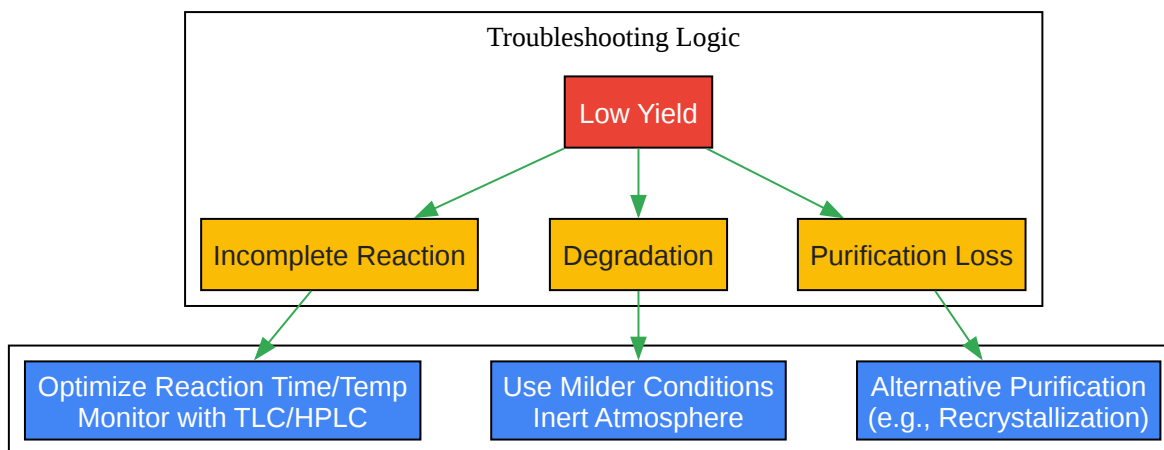 Troubleshooting Logic
Low Yield
Incomplete Reaction
Degradation
Purification Loss
Optimize Reaction Time/Temp
Monitor with TLC/HPLC
Use Milder Conditions
Inert Atmosphere
Alternative Purification
(e.g., Recrystallization)